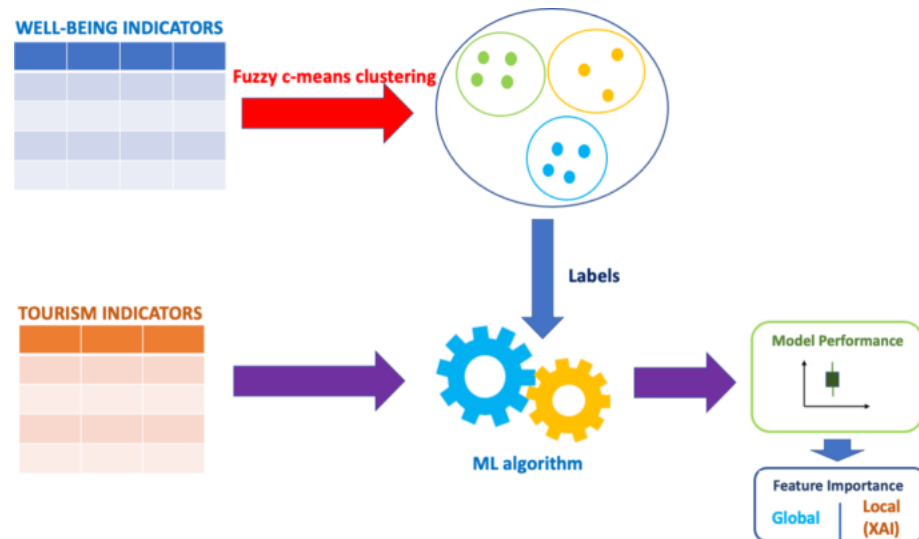 WELL-BEING INDICATORS
Fuzzy c-means clustering
Labels
TOURISM INDICATORS
ML algorithm
Model Performance
Feature Importance
Global
Local
(XAI)